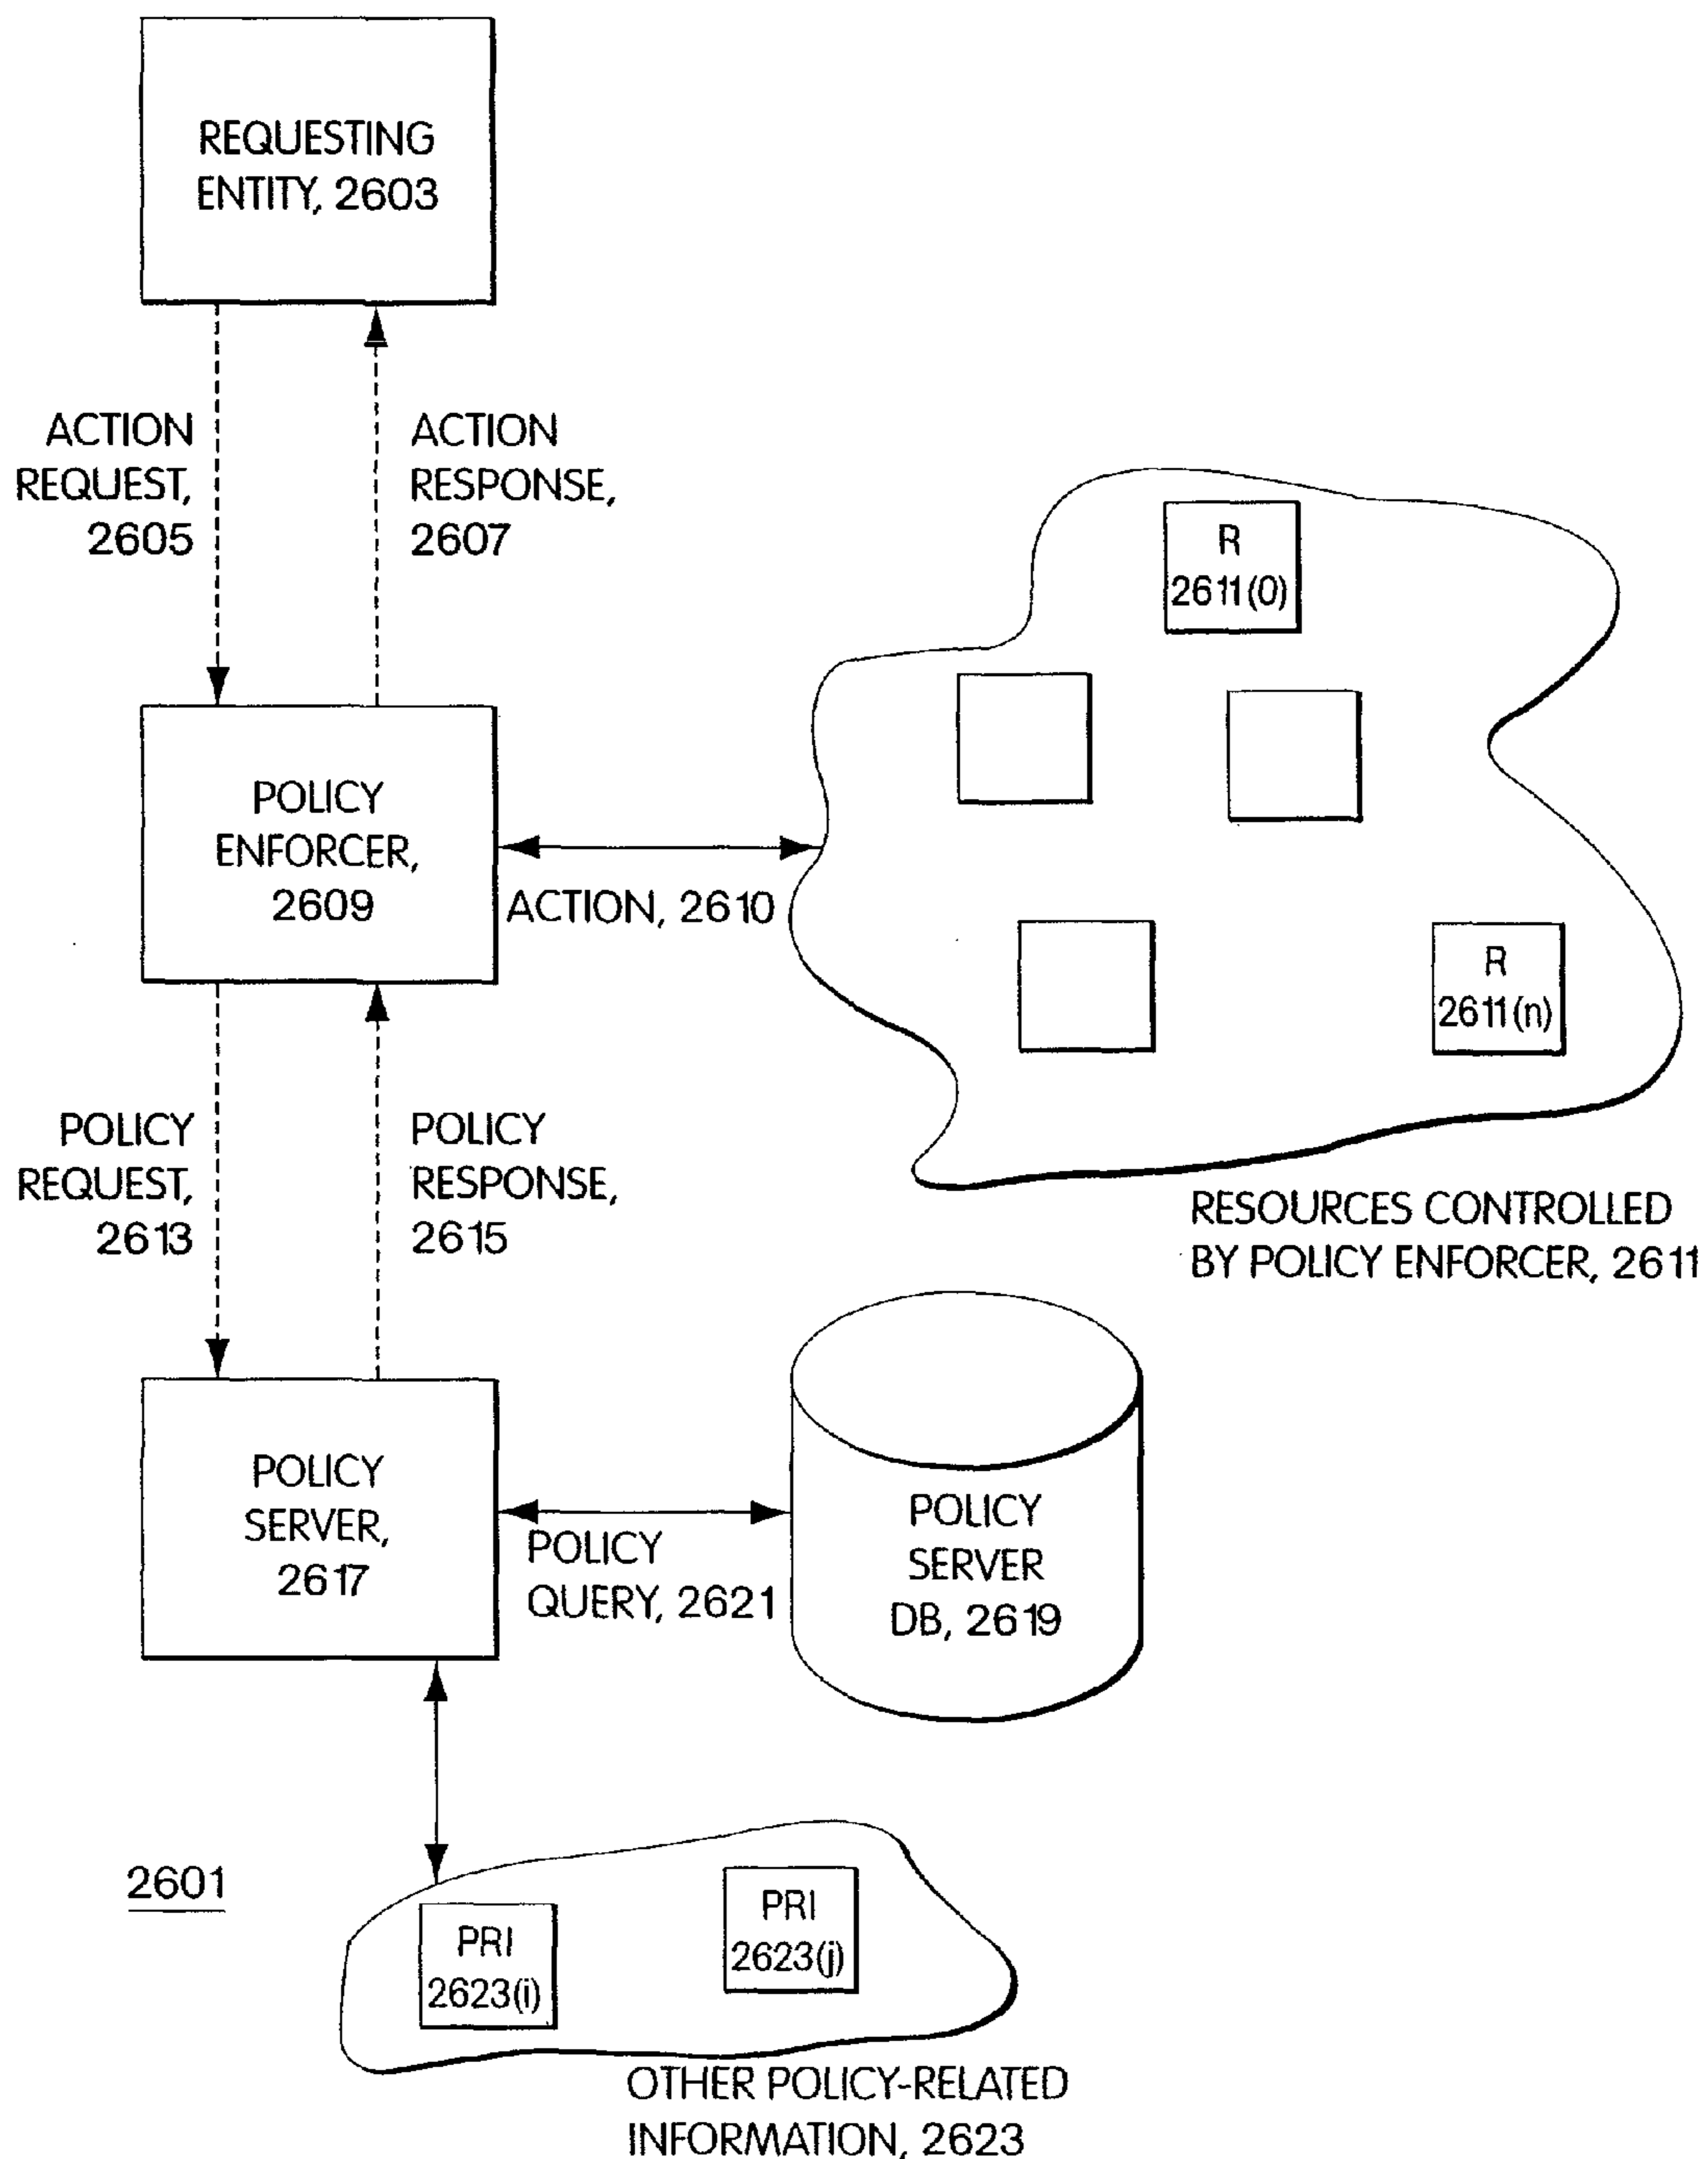 REQUESTING
ENTITY, 2603
ACTION
REQUEST,
2605
ACTION
RESPONSE,
2607
R
2611(0)
POLICY
ENFORCER,
2609
ACTION, 2610
R
2611(n)
POLICY
REQUEST,
2613
POLICY
RESPONSE,
2615
RESOURCES CONTROLLED
BY POLICY ENFORCER, 2611
POLICY
SERVER,
2617
POLICY
QUERY, 2621
POLICY
SERVER
DB, 2619
2601
PRI
2623(i)
PRI
2623(j)
OTHER POLICY-RELATED
INFORMATION, 2623